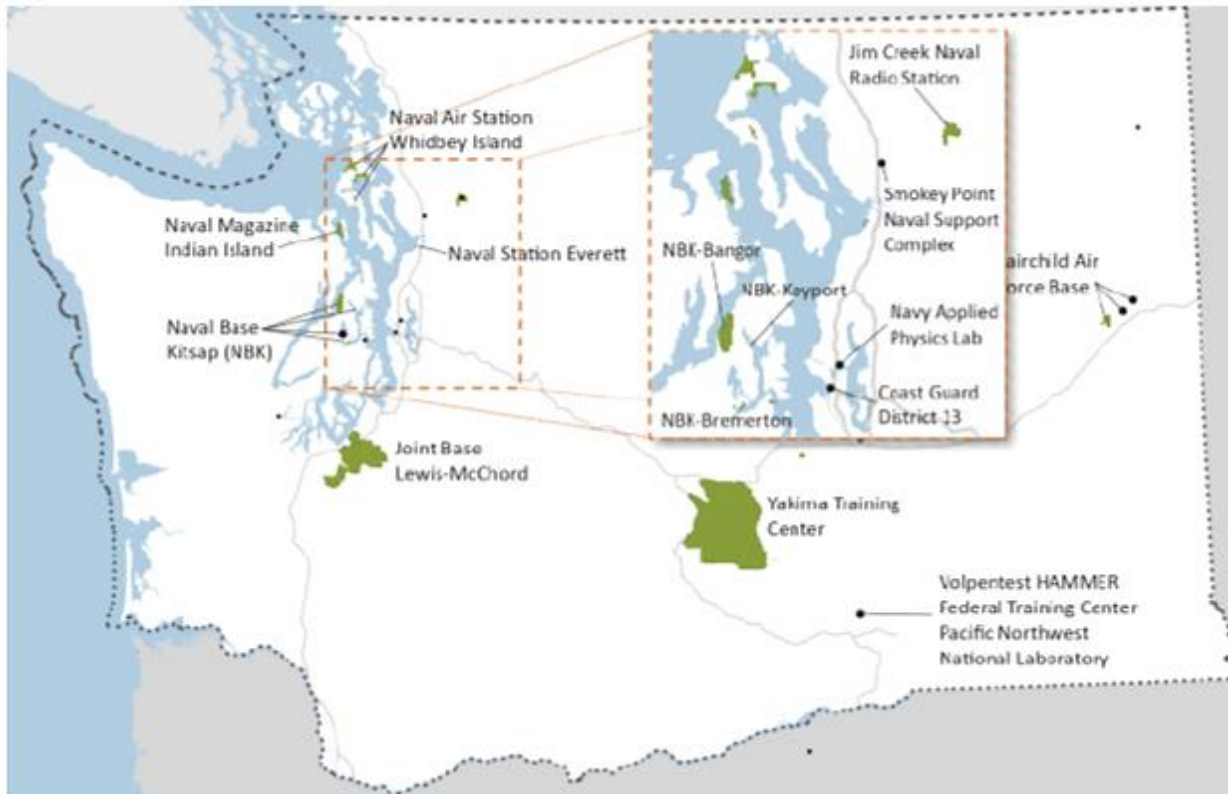 Naval Air Station
Whidbey Island
Naval Magazine
Indian Island
Naval Station Everett
Naval Base
Kitsap (NBK)
Joint Base
Lewis-McChord
Jim Creek Naval
Radio Station
Smokey Point
Naval Support
Complex
NBK-Bangor
NBK-Keyport
Navy Applied
Physics Lab
NBK-Bremerton
Coast Guard
District 13
airchild Air
orce Base
Yakima Training
Center
Volpentest HAMMER
Federal Training Center
Pacific Northwest
National Laboratory